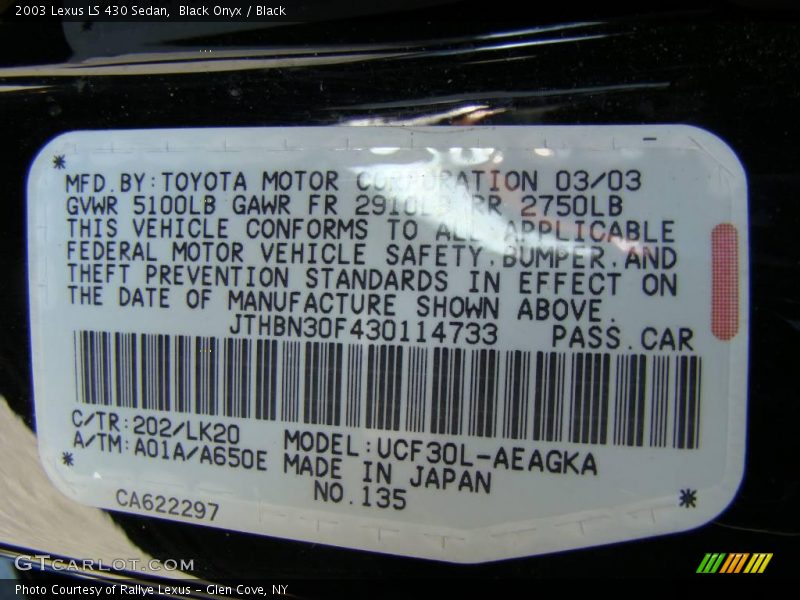 2003 Lexus LS 430 Sedan, Black Onyx / Black
MFD.BY:TOYOTA MOTOR CORPORATION 03/03
GVWR 5100LB GAWR FR 2910LB RR 2750LB
THIS VEHICLE CONFORMS TO ALL APPLICABLE
FEDERAL MOTOR VEHICLE SAFETY.BUMPER.AND
THEFT PREVENTION STANDARDS IN EFFECT ON
THE DATE OF MANUFACTURE SHOWN ABOVE.
JTHBN30F430114733 PASS.CAR
C/TR:202/LK20
A/TM:A01A/A650E
MODEL:UCF30L-AEAGKA
MADE IN JAPAN
NO.135
CA622297
GTCARLOT.COM
Photo Courtesy of Rallye Lexus - Glen Cove, NY